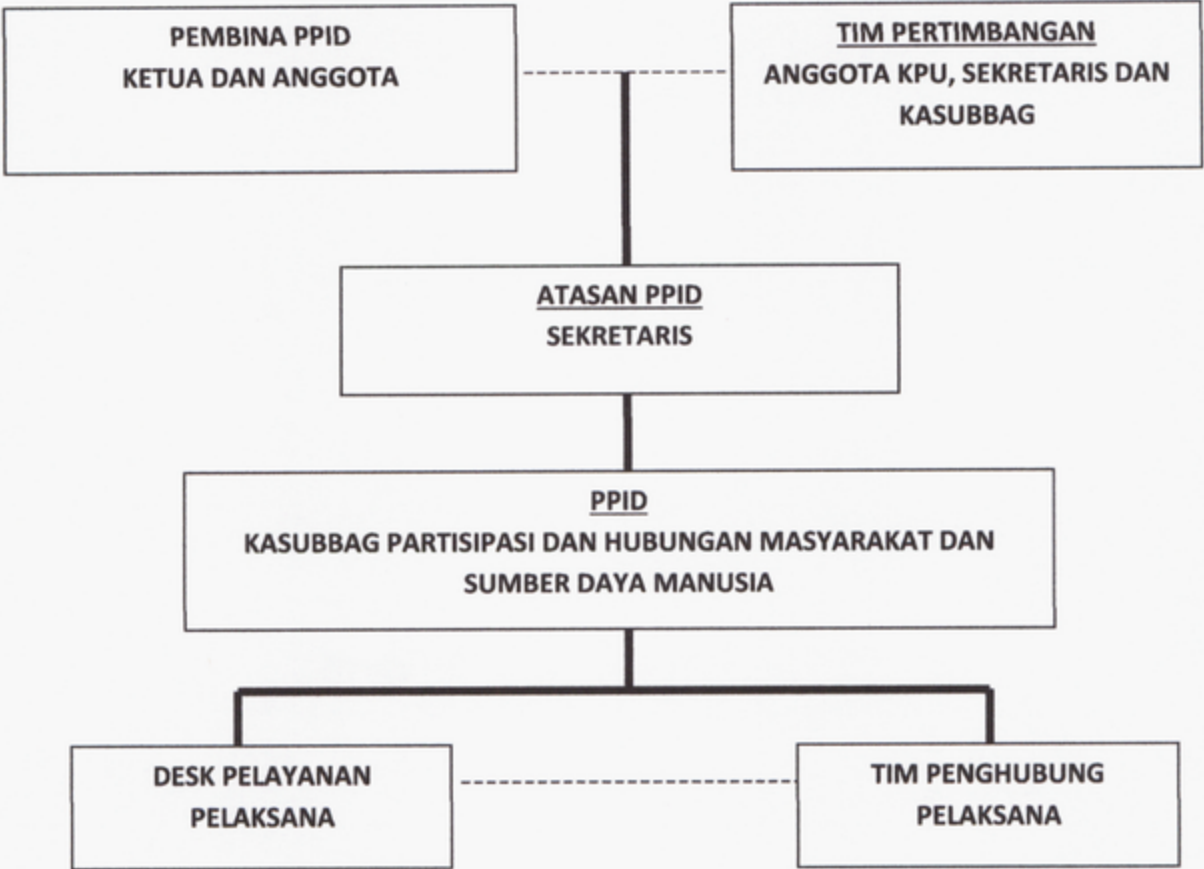 PEMBINA PPID
KETUA DAN ANGGOTA
TIM PERTIMBANGAN
ANGGOTA KPU, SEKRETARIS DAN
KASUBBAG
ATASAN PPID
SEKRETARIS
PPID
KASUBBAG PARTISIPASI DAN HUBUNGAN MASYARAKAT DAN
SUMBER DAYA MANUSIA
DESK PELAYANAN
PELAKSANA
TIM PENGHUBUNG
PELAKSANA